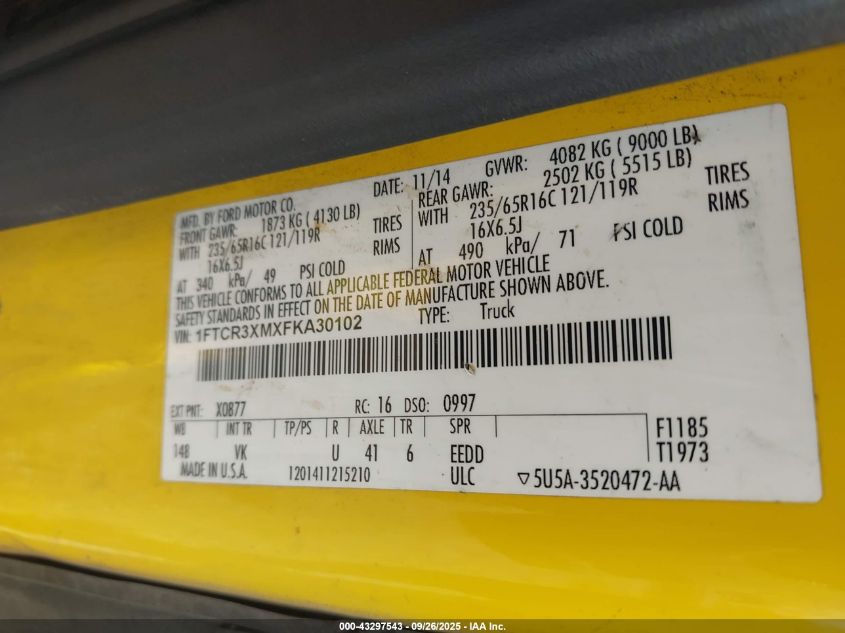 MFD. BY FORD MOTOR CO.
DATE: 11/14 GVWR: 4082 KG ( 9000 LB)
FRONT GAWR: 1873 KG ( 4130 LB)
WITH 235/65R16C 121/119R TIRES
16X6.5J RIMS
AT 340 kPa/ 49 PSI COLD
REAR GAWR: 2502 KG ( 5515 LB)
WITH 235/65R16C 121/119R TIRES
16X6.5J RIMS
AT 490 kPa/ 71 PSI COLD
THIS VEHICLE CONFORMS TO ALL APPLICABLE FEDERAL MOTOR VEHICLE
SAFETY STANDARDS IN EFFECT ON THE DATE OF MANUFACTURE SHOWN ABOVE.
VIN: 1FTCR3XMXFKA30102 TYPE: Truck
EXT PNT: X0877 RC: 16 DSO: 0997
WB INT TR TP/PS R AXLE TR SPR F1185
148 VK U 41 6 EEDD T1973
MADE IN U.S.A. 1201411215210 ULC ▽5U5A-3520472-AA
000-43297543 / 09/26/2025 - IAA Inc.